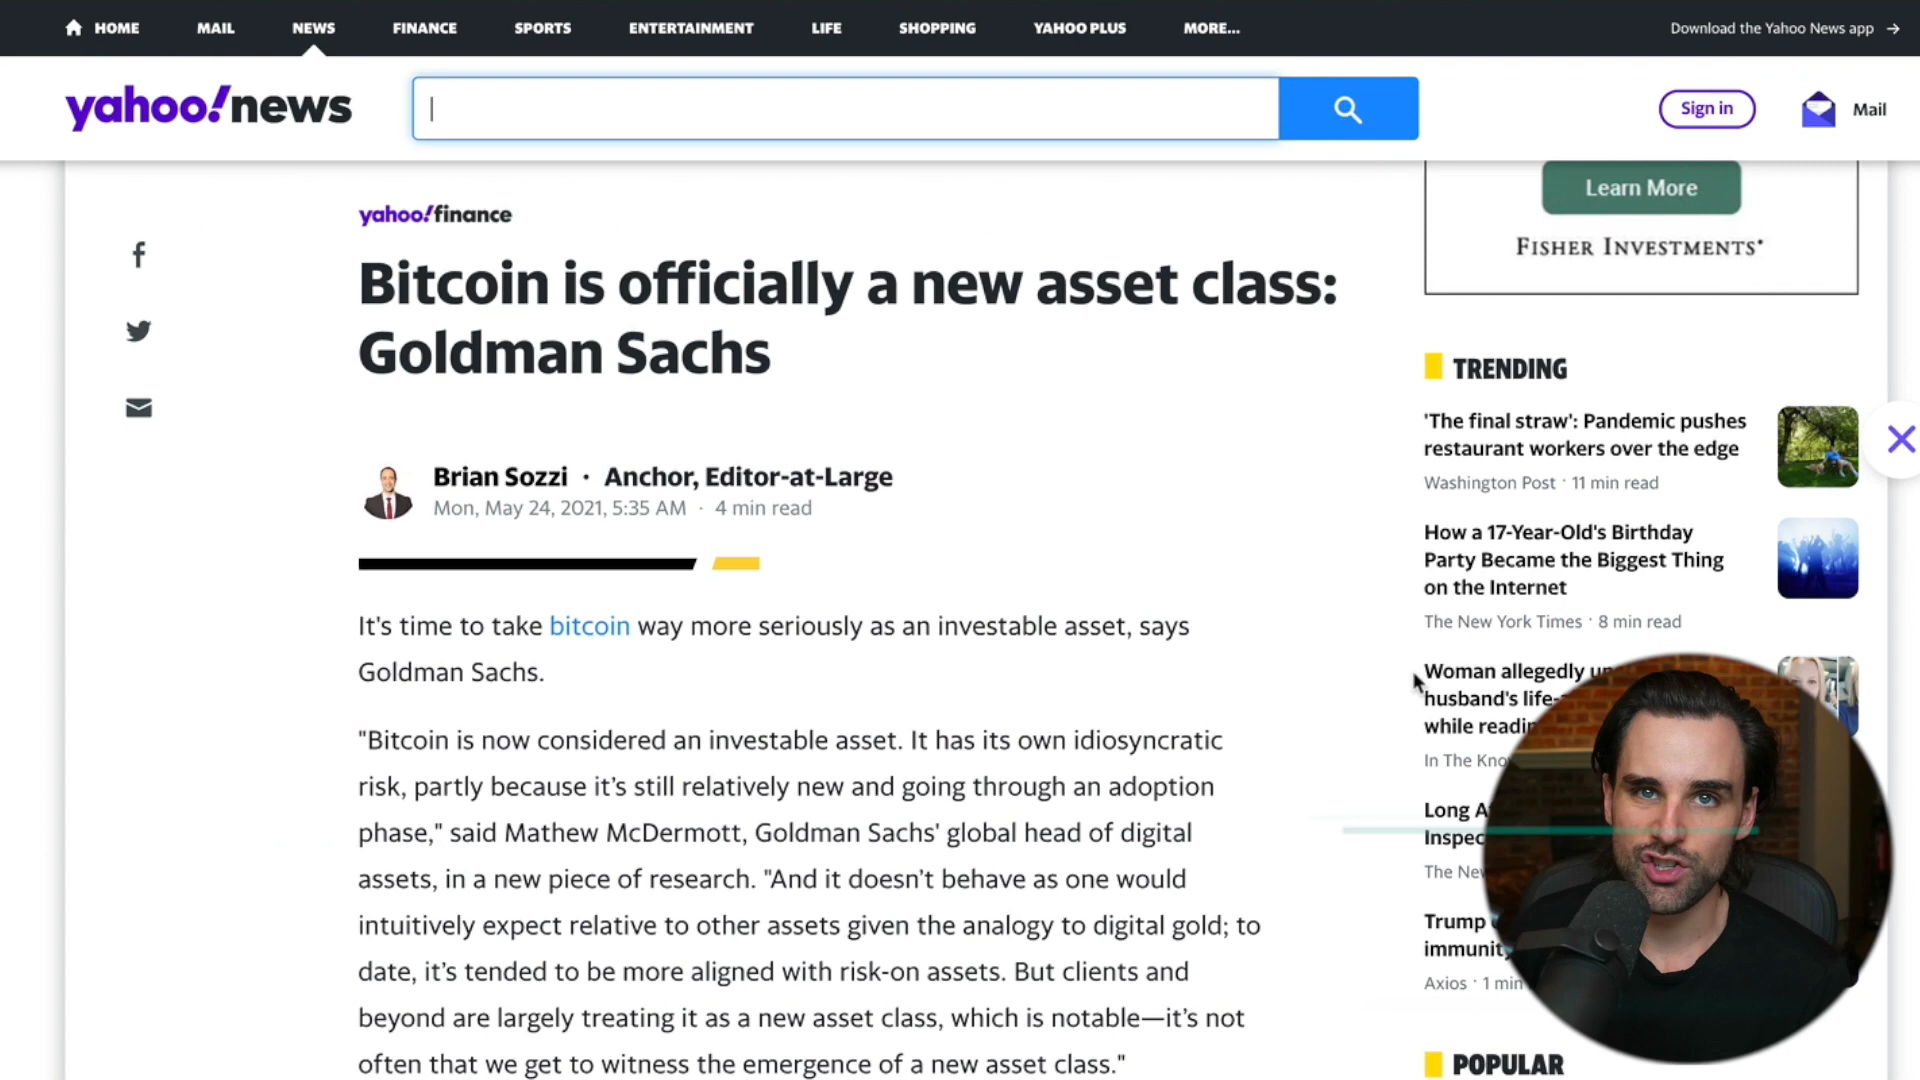 HOME MAIL NEWS FINANCE SPORTS ENTERTAINMENT LIFE SHOPPING YAHOO PLUS MORE... Download the Yahoo News app →
yahoo!news
Sign in
Mail
yahoo!finance
Bitcoin is officially a new asset class:
Goldman Sachs
Brian Sozzi · Anchor, Editor-at-Large
Mon, May 24, 2021, 5:35 AM · 4 min read
It's time to take bitcoin way more seriously as an investable asset, says
Goldman Sachs.
"Bitcoin is now considered an investable asset. It has its own idiosyncratic
risk, partly because it’s still relatively new and going through an adoption
phase," said Mathew McDermott, Goldman Sachs' global head of digital
assets, in a new piece of research. "And it doesn’t behave as one would
intuitively expect relative to other assets given the analogy to digital gold; to
date, it’s tended to be more aligned with risk-on assets. But clients and
beyond are largely treating it as a new asset class, which is notable—it’s not
often that we get to witness the emergence of a new asset class."
Learn More
FISHER INVESTMENTS
TRENDING
'The final straw': Pandemic pushes
restaurant workers over the edge
Washington Post · 11 min read
How a 17-Year-Old's Birthday
Party Became the Biggest Thing
on the Internet
The New York Times · 8 min read
Woman allegedly
husband's
while
In The
Long
The
Trump
Axios · 1 min
POPULAR